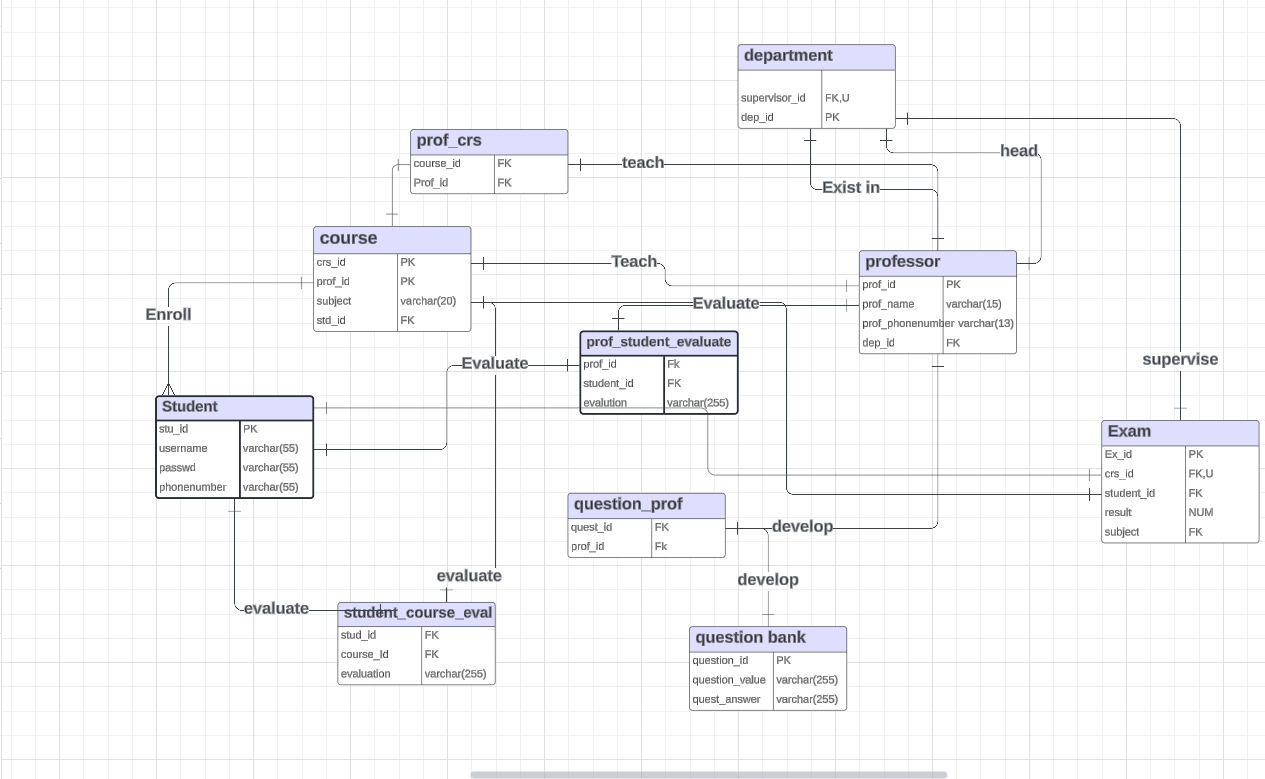 department
supervisor_id FK,U
dep_id PK
head
prof_crs
course_id FK
Prof_id FK
teach
Exist in
course
crs_id PK
prof_id PK
subject varchar(20)
std_id FK
Teach
professor
prof_id PK
prof_name varchar(15)
prof_phonenumber varchar(13)
dep_id FK
Enroll
Evaluate
prof_student_evaluate
prof_id Fk
student_id FK
evalution varchar(255)
Evaluate
supervise
Student
stu_id PK
username varchar(55)
passwd varchar(55)
phonenumber varchar(55)
Exam
Ex_id PK
crs_id FK,U
student_id FK
result NUM
subject FK
question_prof
quest_id FK
prof_id Fk
develop
develop
evaluate
evaluate
student_course_eval
stud_id FK
course_Id FK
evaluation varchar(255)
question bank
question_id PK
question_value varchar(255)
quest_answer varchar(255)